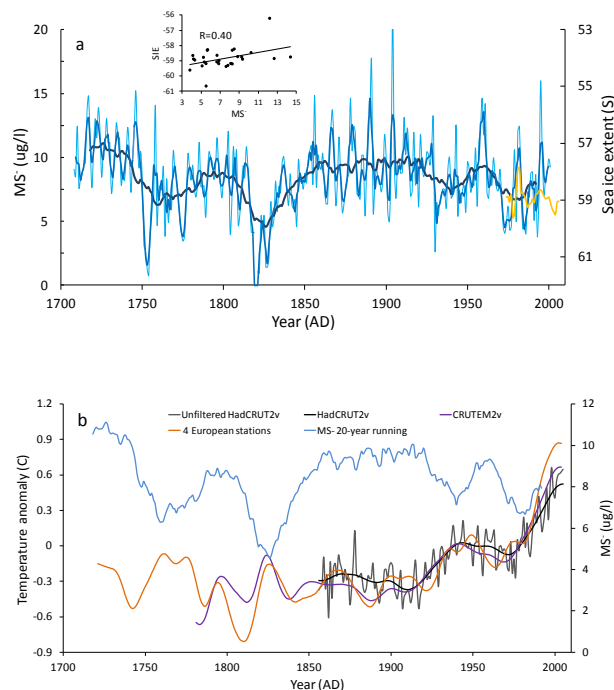 -56
-57
-58
-59
-60
-61
SIE
R=0.40
3 5 7 9 11 13 15
MS-
a
20
15
10
5
0
MS- (ug/l)
53
55
57
59
61
Sea ice extent (S)
1700 1750 1800 1850 1900 1950 2000
Year (AD)
b
Unfiltered HadCRUT2v HadCRUT2v CRUTEM2v
4 European stations MS- 20-year running
1.2
0.9
0.6
0.3
0
-0.3
-0.6
-0.9
Temperature anomaly (C)
12
10
8
6
4
2
0
MS- (ug/l)
1700 1750 1800 1850 1900 1950 2000
Year (AD)